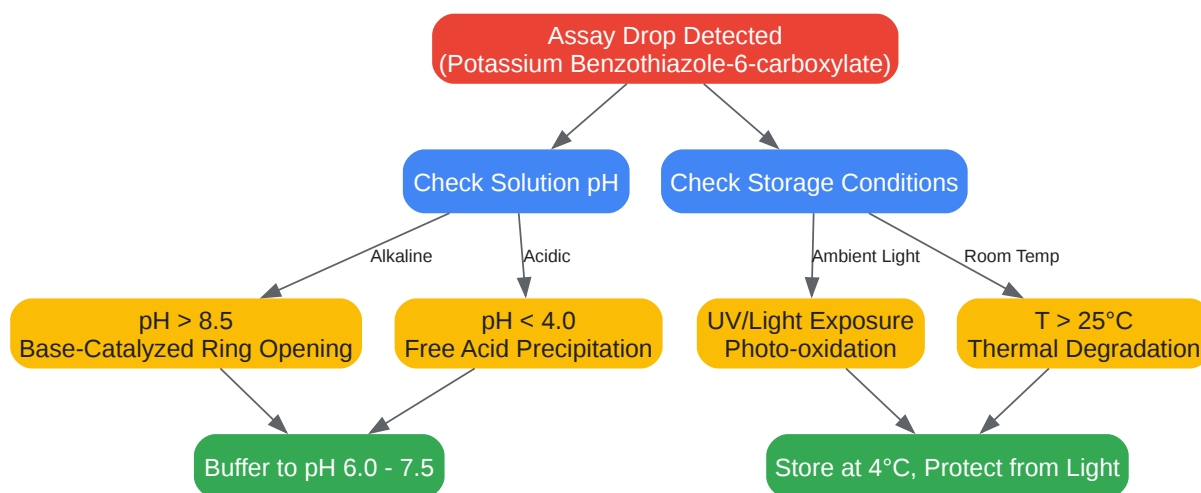 Assay Drop Detected
(Potassium Benzothiazole-6-carboxylate)
Check Solution pH
Check Storage Conditions
Alkaline
Acidic
Ambient Light
Room Temp
pH > 8.5
Base-Catalyzed Ring Opening
pH < 4.0
Free Acid Precipitation
UV/Light Exposure
Photo-oxidation
T > 25°C
Thermal Degradation
Buffer to pH 6.0 - 7.5
Store at 4°C, Protect from Light